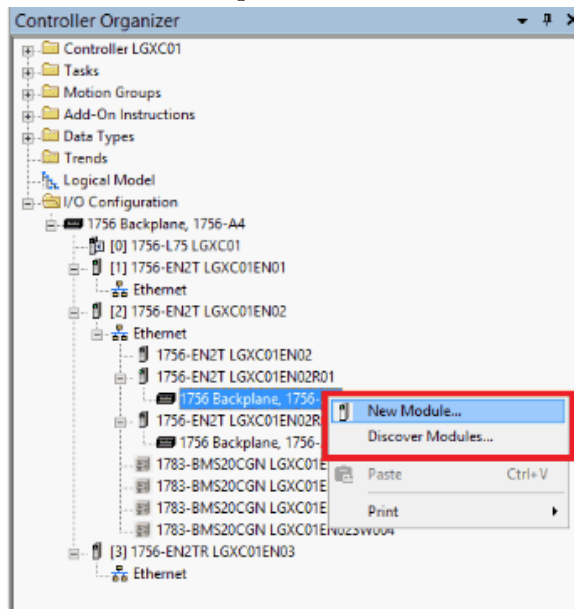 Controller Organizer
Controller LGXC01
Tasks
Motion Groups
Add-On Instructions
Data Types
Trends
Logical Model
I/O Configuration
1756 Backplane, 1756-A4
[0] 1756-L75 LGXC01
[1] 1756-EN2T LGXC01EN01
Ethernet
[2] 1756-EN2T LGXC01EN02
Ethernet
1756-EN2T LGXC01EN02
1756-EN2T LGXC01EN02R01
1756 Backplane, 1756-
New Module...
1756-EN2T LGXC01EN02R
Discover Modules...
1756 Backplane, 1756-
1783-BMS20CGN LGXC01E
Paste Ctrl+V
1783-BMS20CGN LGXC01E
1783-BMS20CGN LGXC01E
Print
1783-BMS20CGN LGXC01EN02SW004
[3] 1756-EN2TR LGXC01EN03
Ethernet